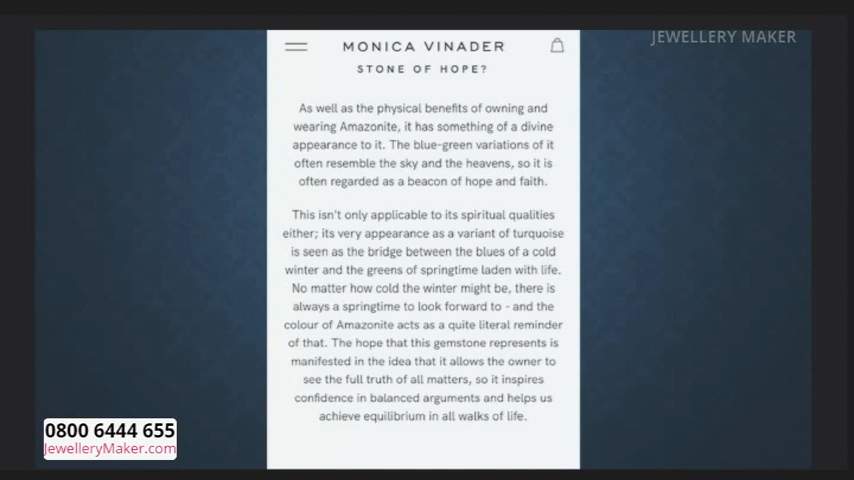 JEWELLERY MAKER
MONICA VINADER
STONE OF HOPE?
As well as the physical benefits of owning and
wearing Amazonite, it has something of a divine
appearance to it. The blue-green variations of it
often resemble the sky and the heavens, so it is
often regarded as a beacon of hope and faith.
This isn't only applicable to its spiritual qualities
either; its very appearance as a variant of turquoise
is seen as the bridge between the blues of a cold
winter and the greens of springtime laden with life.
No matter how cold the winter might be, there is
always a springtime to look forward to - and the
colour of Amazonite acts as a quite literal reminder
of that. The hope that this gemstone represents is
manifested in the idea that it allows the owner to
see the full truth of all matters, so it inspires
confidence in balanced arguments and helps us
achieve equilibrium in all walks of life.
0800 6444 655
JewelleryMaker.com